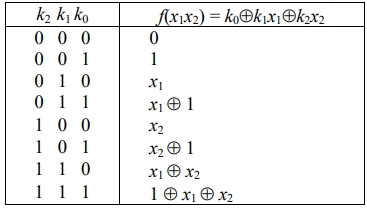 k₂ k₁ k₀ f(x₁x₂) = k₀⊕k₁x₁⊕k₂x₂
0 0 0 0
0 0 1 1
0 1 0 x₁
0 1 1 x₁ ⊕ 1
1 0 0 x₂
1 0 1 x₂ ⊕ 1
1 1 0 x₁ ⊕ x₂
1 1 1 1 ⊕ x₁ ⊕ x₂